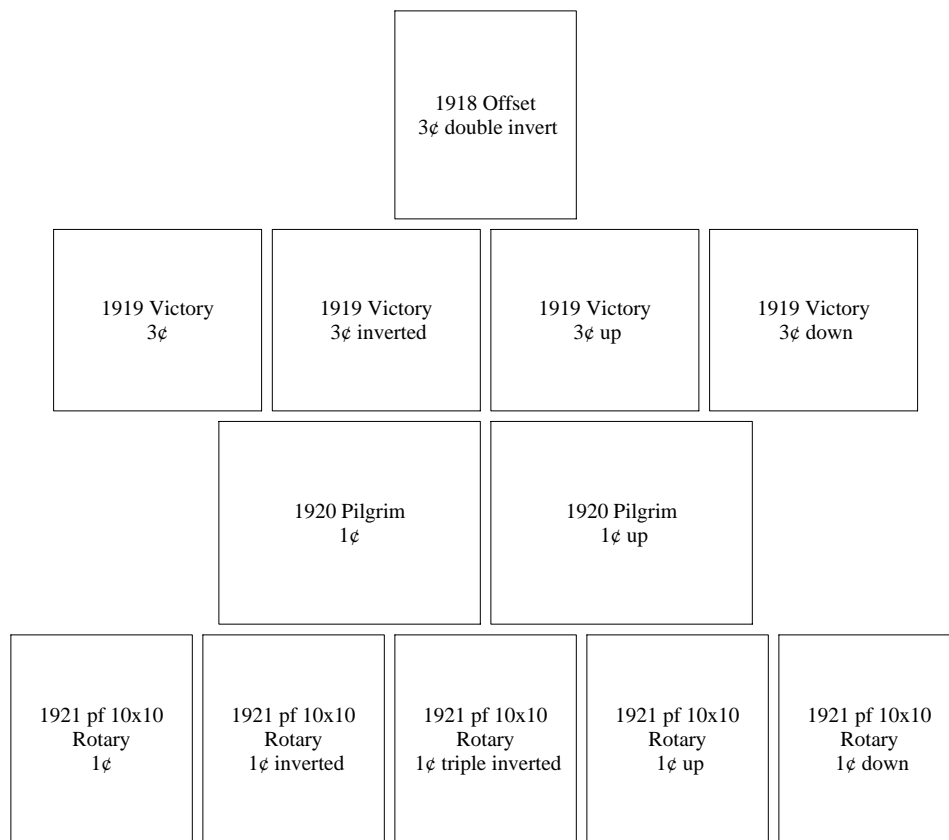 1918 Offset
3¢ double invert
1919 Victory
3¢
1919 Victory
3¢ inverted
1919 Victory
3¢ up
1919 Victory
3¢ down
1920 Pilgrim
1¢
1920 Pilgrim
1¢ up
1921 pf 10x10
Rotary
1¢
1921 pf 10x10
Rotary
1¢ inverted
1921 pf 10x10
Rotary
1¢ triple inverted
1921 pf 10x10
Rotary
1¢ up
1921 pf 10x10
Rotary
1¢ down